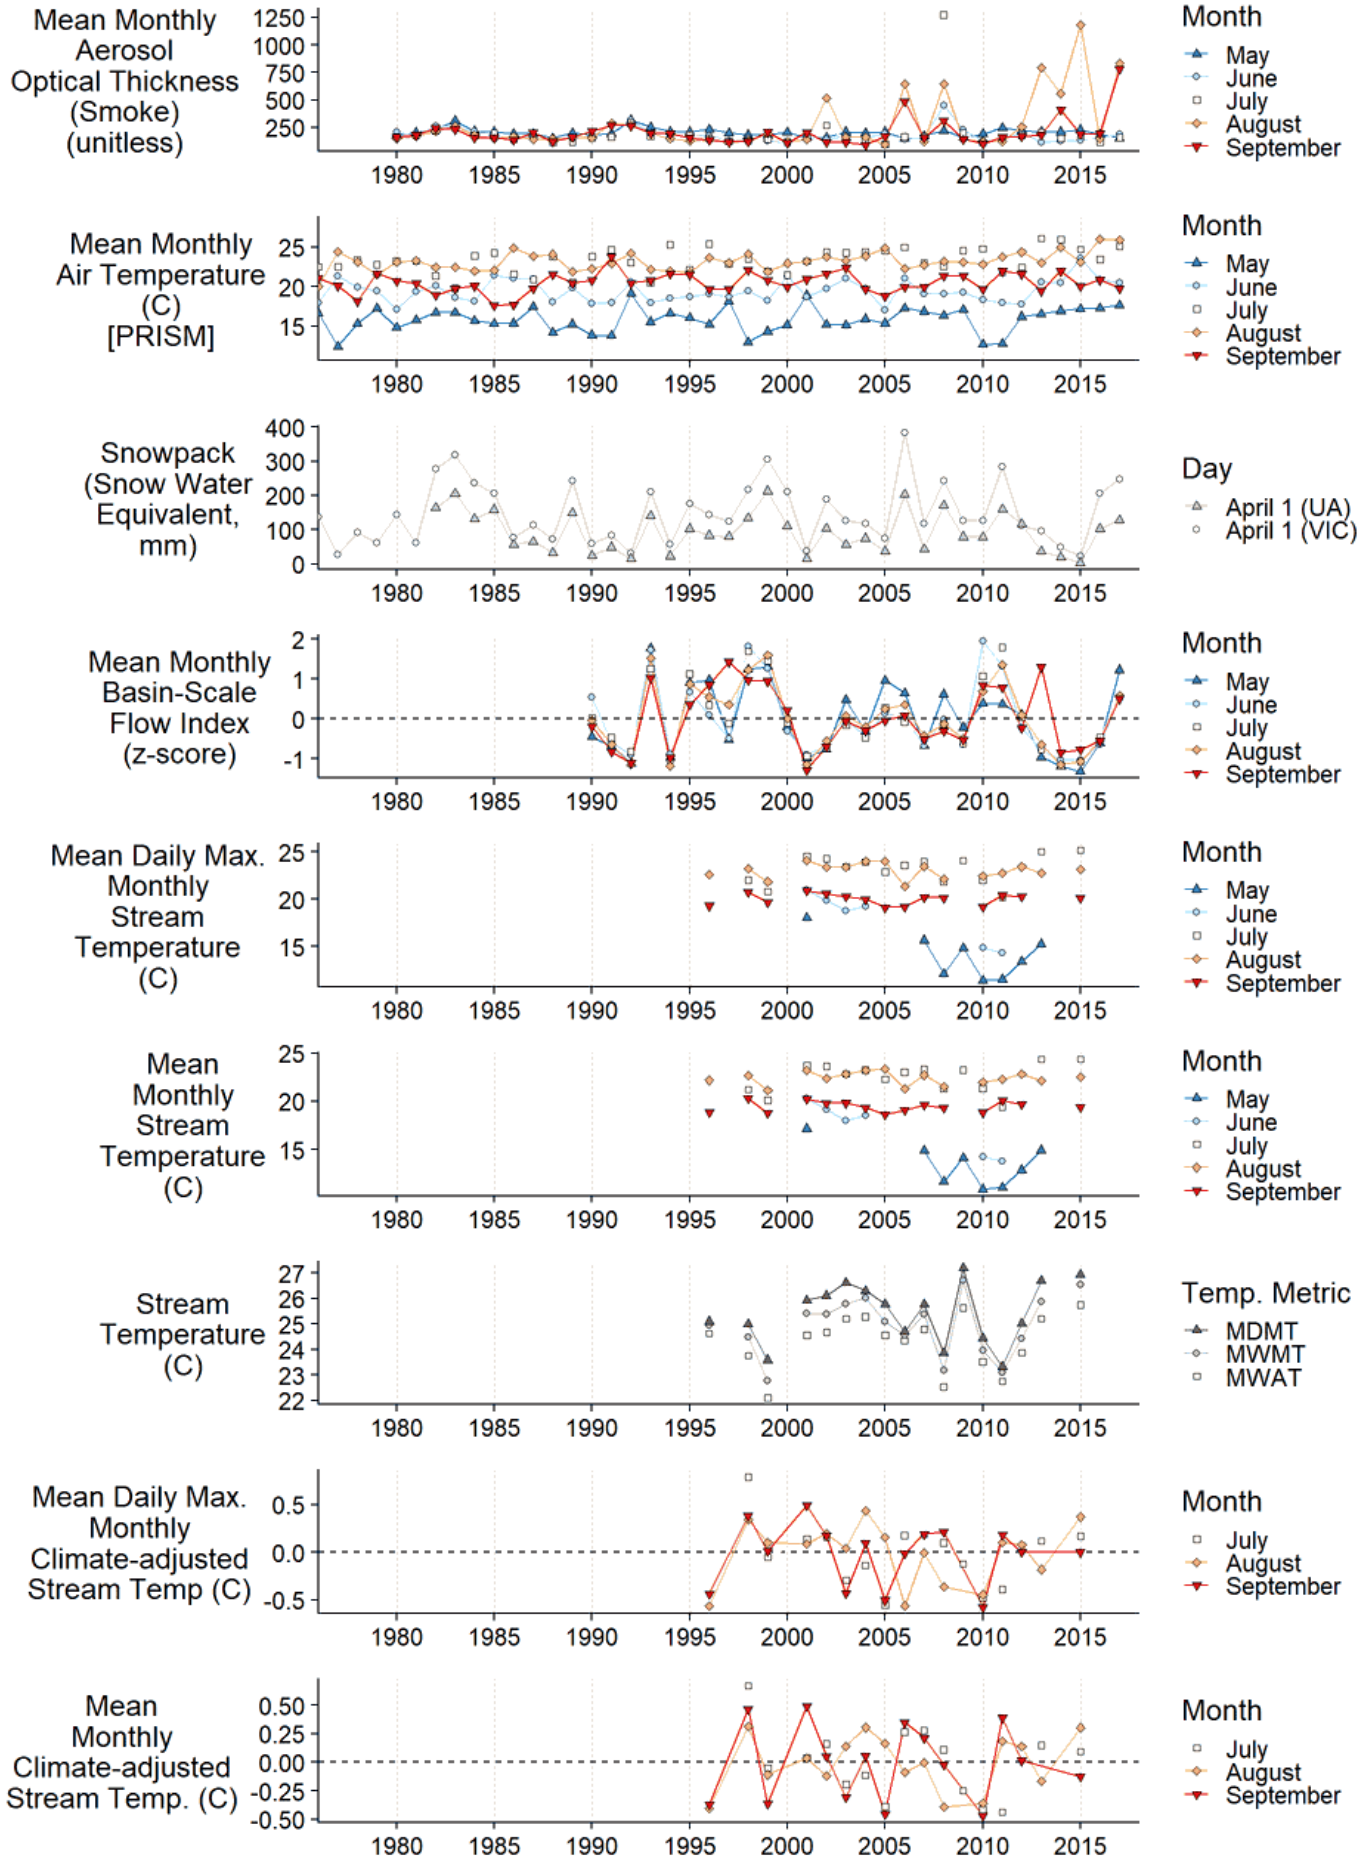 Mean Monthly
Aerosol
Optical Thickness
(Smoke)
(unitless)
1250
1000
750
500
250
1980 1985 1990 1995 2000 2005 2010 2015
Month
May
June
July
August
September
Mean Monthly
Air Temperature
(C)
[PRISM]
25
20
15
1980 1985 1990 1995 2000 2005 2010 2015
Month
May
June
July
August
September
Snowpack
(Snow Water
Equivalent,
mm)
400
300
200
100
0
1980 1985 1990 1995 2000 2005 2010 2015
Day
April 1 (UA)
April 1 (VIC)
Mean Monthly
Basin-Scale
Flow Index
(z-score)
2
1
0
-1
1980 1985 1990 1995 2000 2005 2010 2015
Month
May
June
July
August
September
Mean Daily Max.
Monthly
Stream
Temperature
(C)
25
20
15
1980 1985 1990 1995 2000 2005 2010 2015
Month
May
June
July
August
September
Mean
Monthly
Stream
Temperature
(C)
25
20
15
1980 1985 1990 1995 2000 2005 2010 2015
Month
May
June
July
August
September
Stream
Temperature
(C)
27
26
25
24
23
22
1980 1985 1990 1995 2000 2005 2010 2015
Temp. Metric
MDMT
MWMT
MWAT
Mean Daily Max.
Monthly
Climate-adjusted
Stream Temp (C)
0.5
0.0
-0.5
1980 1985 1990 1995 2000 2005 2010 2015
Month
July
August
September
Mean
Monthly
Climate-adjusted
Stream Temp. (C)
0.50
0.25
0.00
-0.25
-0.50
1980 1985 1990 1995 2000 2005 2010 2015
Month
July
August
September